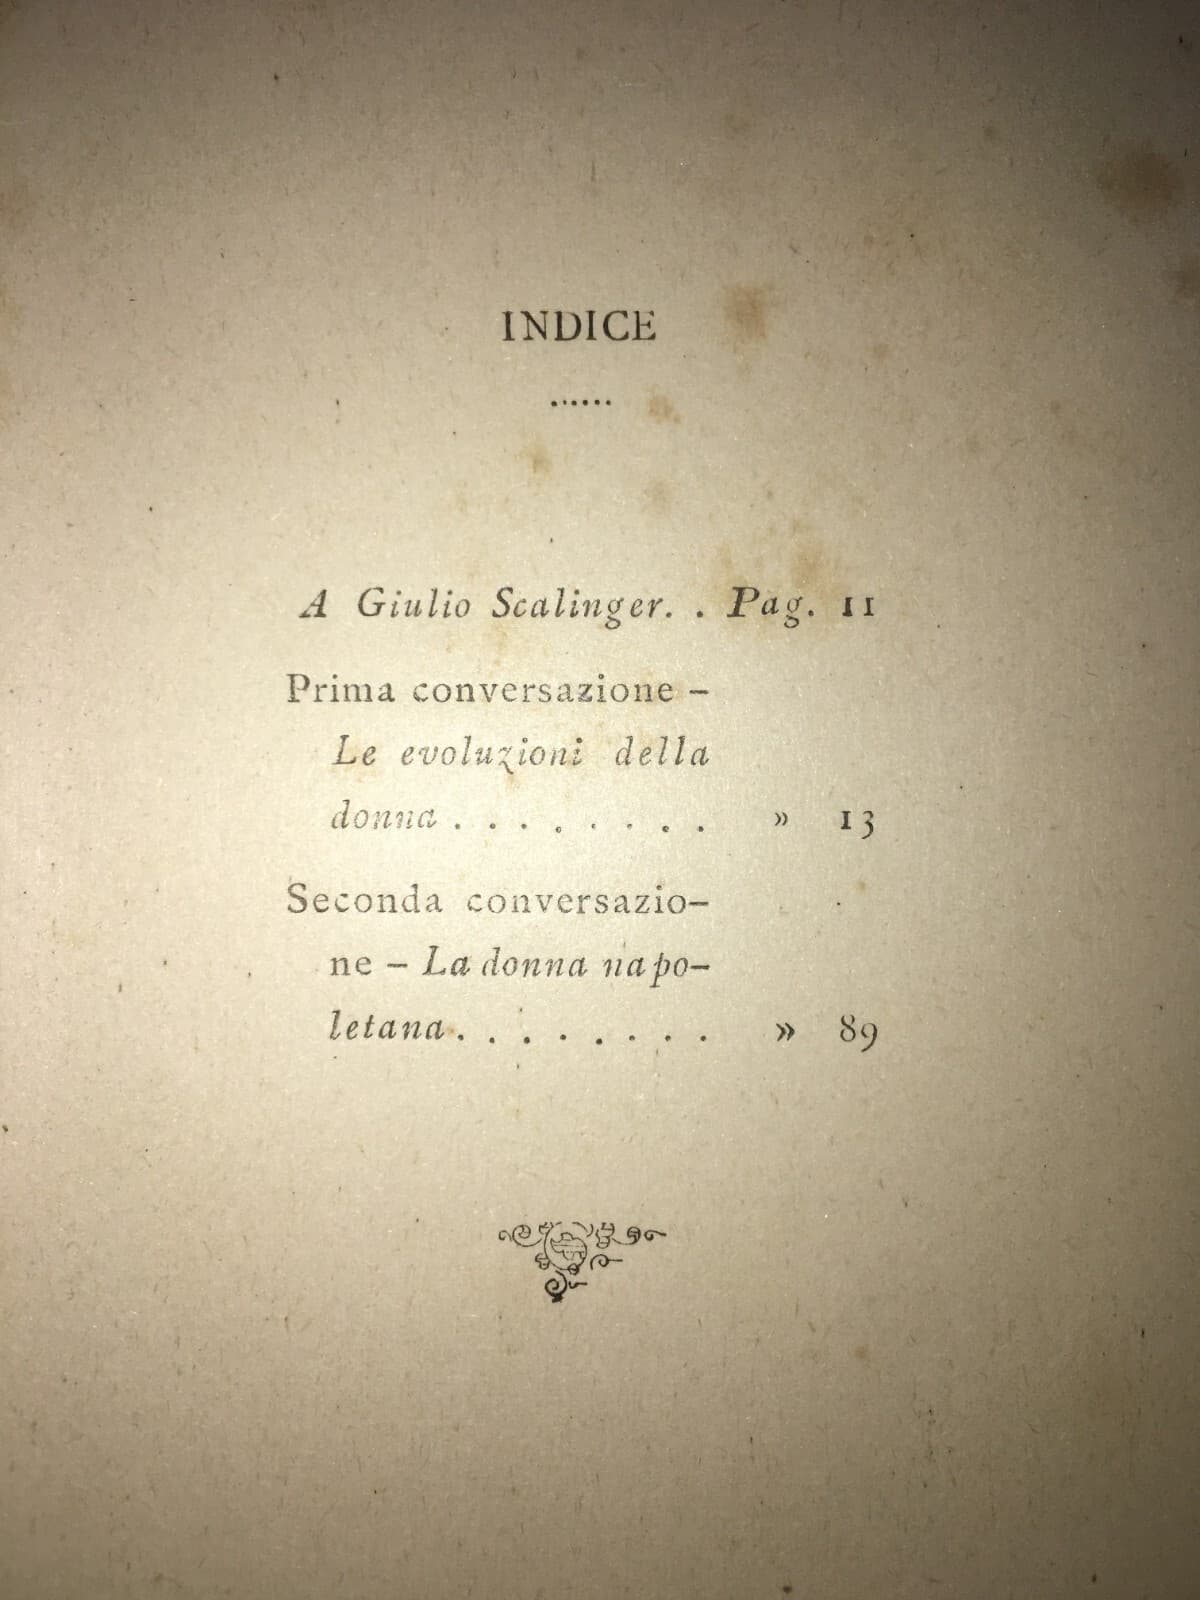 INDICE
......
A Giulio Scalinger. . Pag. 11
Prima conversazione –
Le evoluzioni della
donna . . . . . . . . » 13
Seconda conversazio–
ne – La donna napo–
letana . . . . . . . . » 89